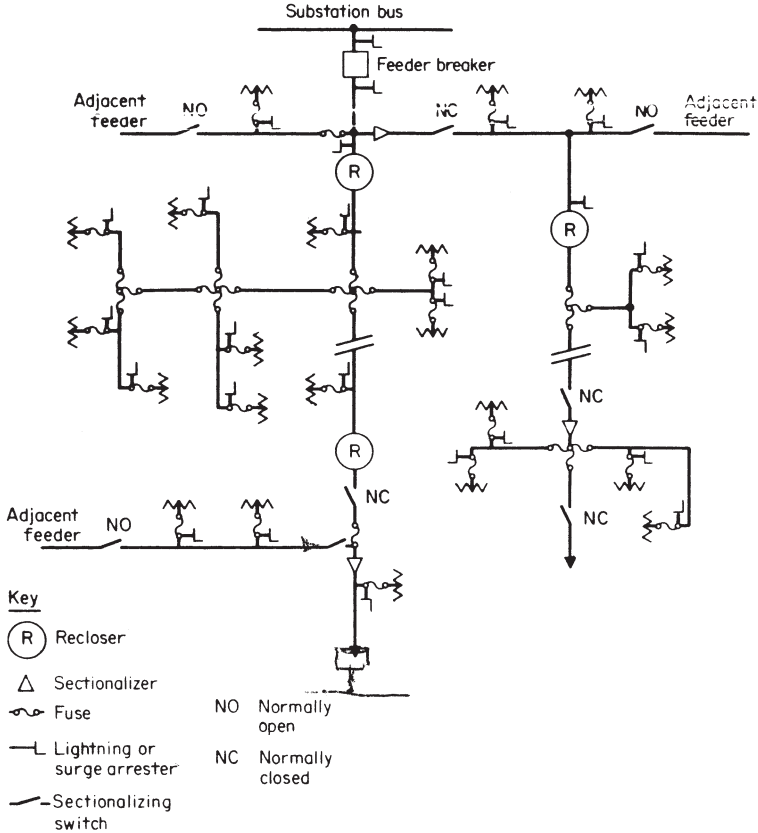 Substation bus
Feeder breaker
Adjacent
feeder
NO
NC
NO
Adjacent
feeder
R
R
NC
R
NC
NC
Adjacent
feeder
NO
Key
R Recloser
Sectionalizer
Fuse
Lightning or
surge arrester
Sectionalizing
switch
NO Normally
open
NC Normally
closed